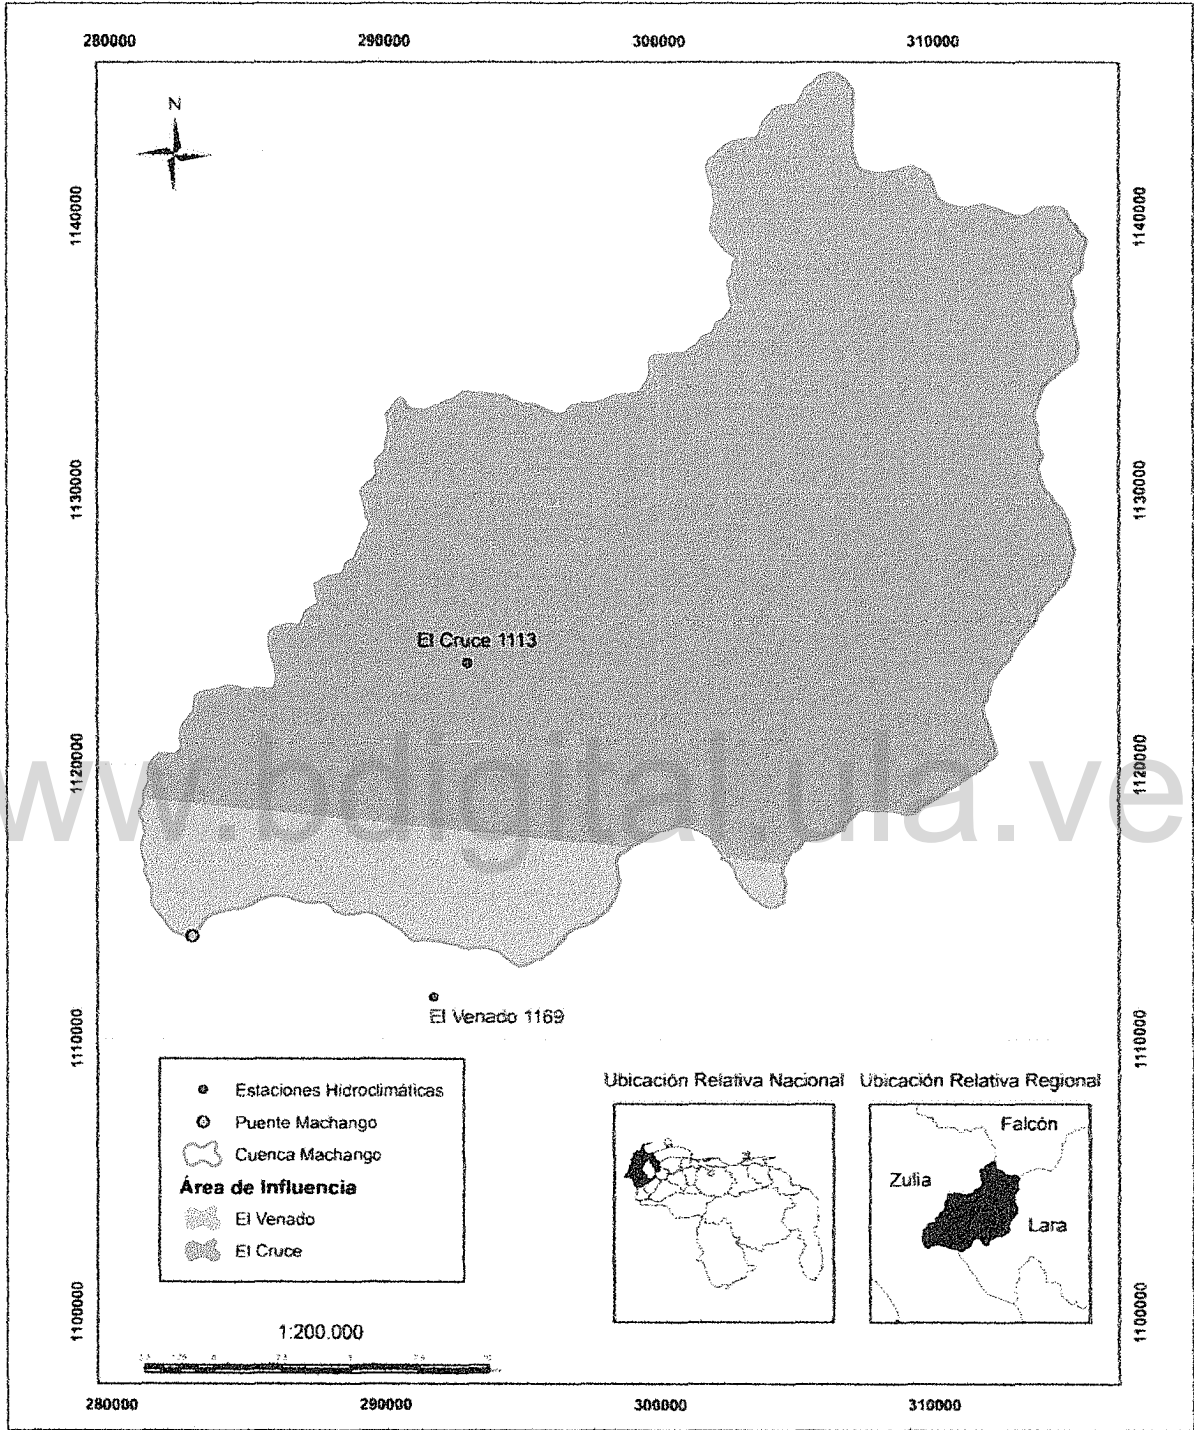 280000 290000 300000 310000
N
1140000 1140000
1130000 1130000
El Cruce 1113
1120000 1120000
ww.bdigital.ula.ve
El Venado 1169
1110000 1110000
Estaciones Hidroclimáticas
Puente Machango
Cuenca Machango
Área de Influencia
El Venado
El Cruce
Ubicación Relativa Nacional
Ubicación Relativa Regional
Falcón
Zulia
Lara
1100000 1100000
1:200.000
280000 290000 300000 310000